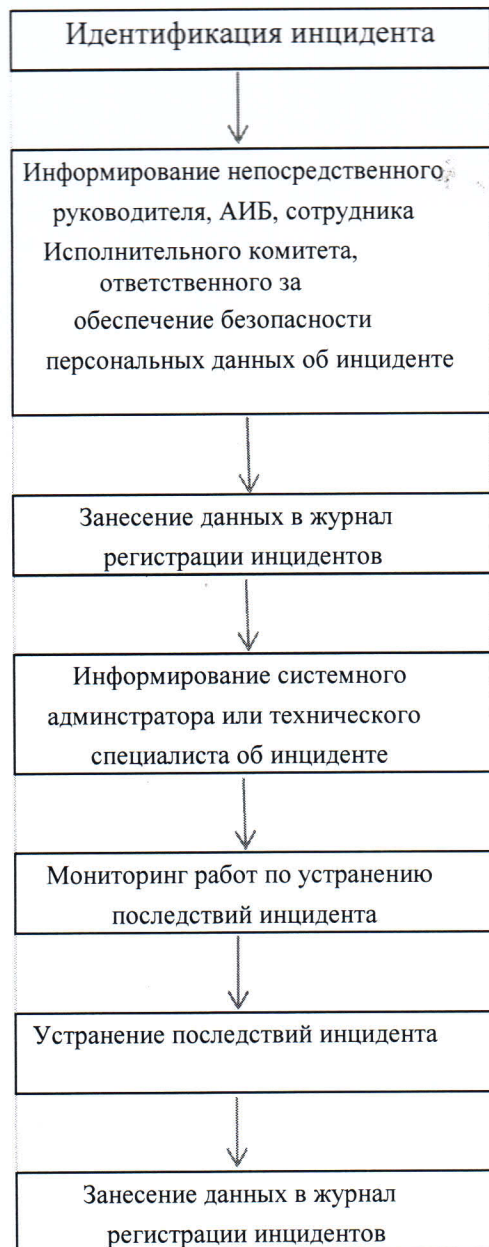 Идентификация инцидента
Информирование непосредственного,
руководителя, АИБ, сотрудника
Исполнительного комитета,
ответственного за
обеспечение безопасности
персональных данных об инциденте
Занесение данных в журнал
регистрации инцидентов
Информирование системного
админстратора или технического
специалиста об инциденте
Мониторинг работ по устранению
последствий инцидента
Устранение последствий инцидента
Занесение данных в журнал
регистрации инцидентов